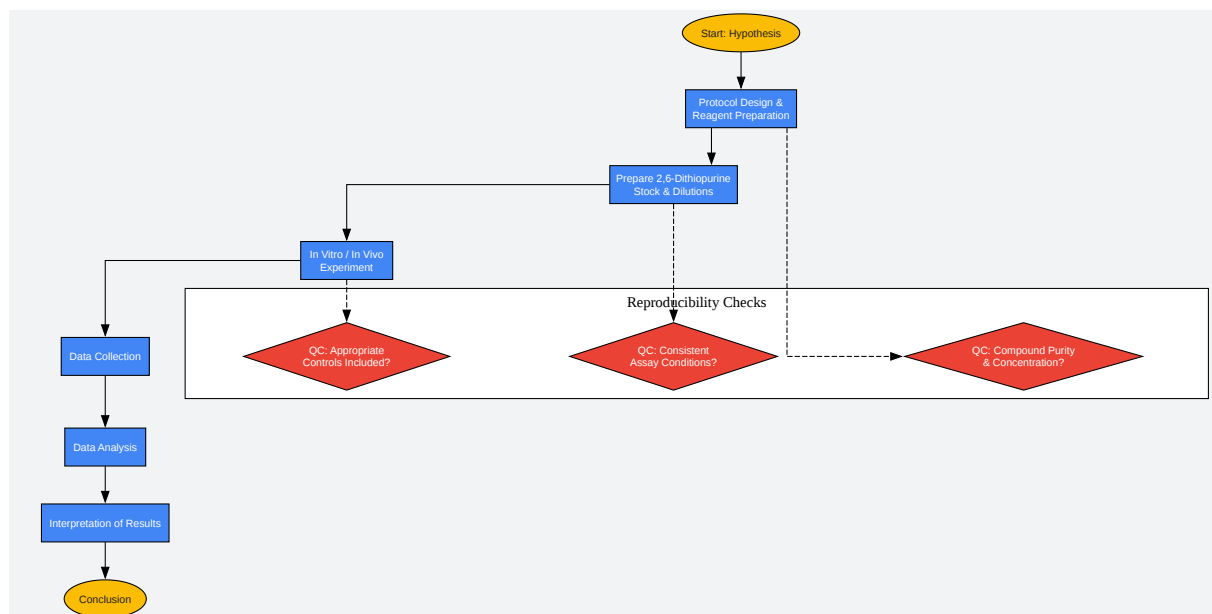 Start: Hypothesis
Protocol Design &
Reagent Preparation
Prepare 2,6-Dithiopurine
Stock & Dilutions
In Vitro / In Vivo
Experiment
Reproducibility Checks
QC: Appropriate
Controls Included?
QC: Consistent
Assay Conditions?
QC: Compound Purity
& Concentration?
Data Collection
Data Analysis
Interpretation of Results
Conclusion